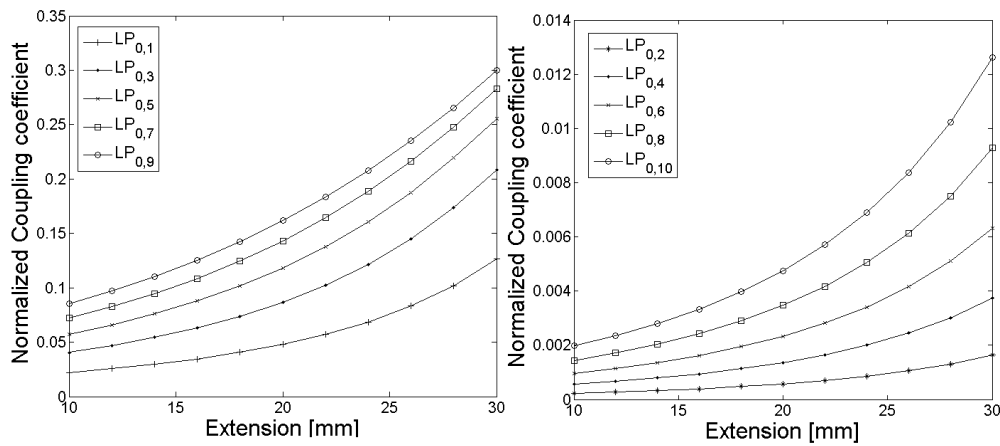 0.35
0.3
0.25
0.2
0.15
0.1
0.05
0
Normalized Coupling coefficient
LP0,1
LP0,3
LP0,5
LP0,7
LP0,9
10 15 20 25 30
Extension [mm]
0.014
0.012
0.01
0.008
0.006
0.004
0.002
0
Normalized Coupling coefficient
LP0,2
LP0,4
LP0,6
LP0,8
LP0,10
10 15 20 25 30
Extension [mm]